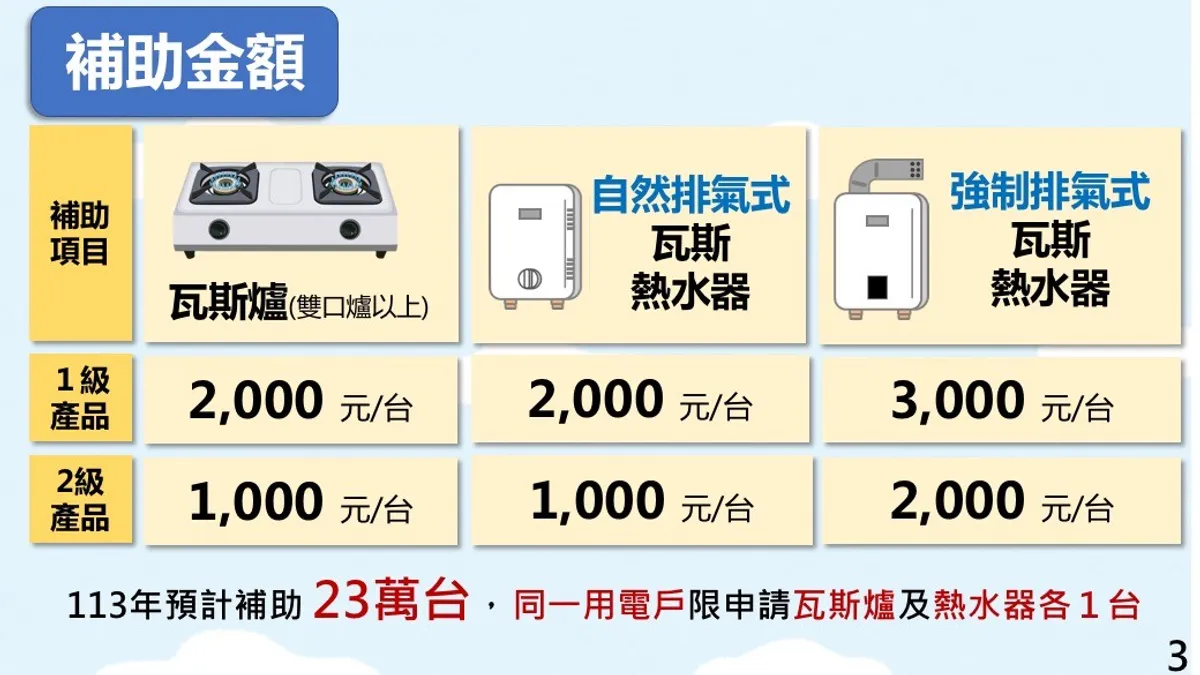 補助金額
補助
項目
瓦斯爐(雙口爐以上)
自然排氣式
瓦斯
熱水器
強制排氣式
瓦斯
熱水器
1級
產品
2,000 元/台
2,000 元/台
3,000 元/台
2級
產品
1,000 元/台
1,000 元/台
2,000 元/台
113年預計補助 23萬台，同一用電戶限申請瓦斯爐及熱水器各1台
3